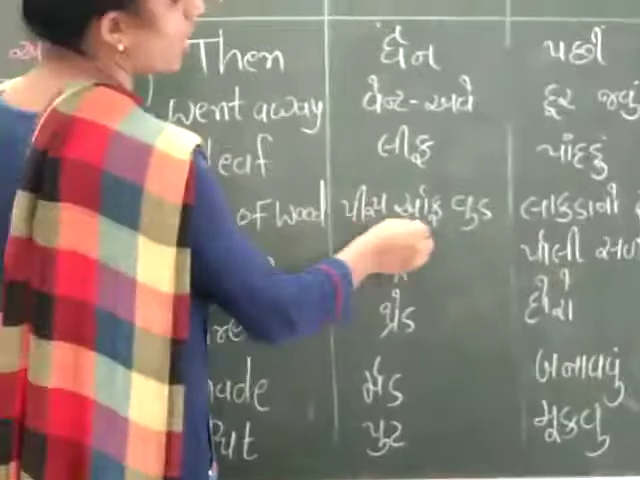 Then ધેન પછી
went away વેન્ટ-અવે દૂર જવું
leaf લીફ પાંદડું
of wood પીસ ઓફ વુડ લાકડાનો
પોલી
થ્રેડ દોરો
made મેડ બનાવવું
Put પુટ મૂકવું